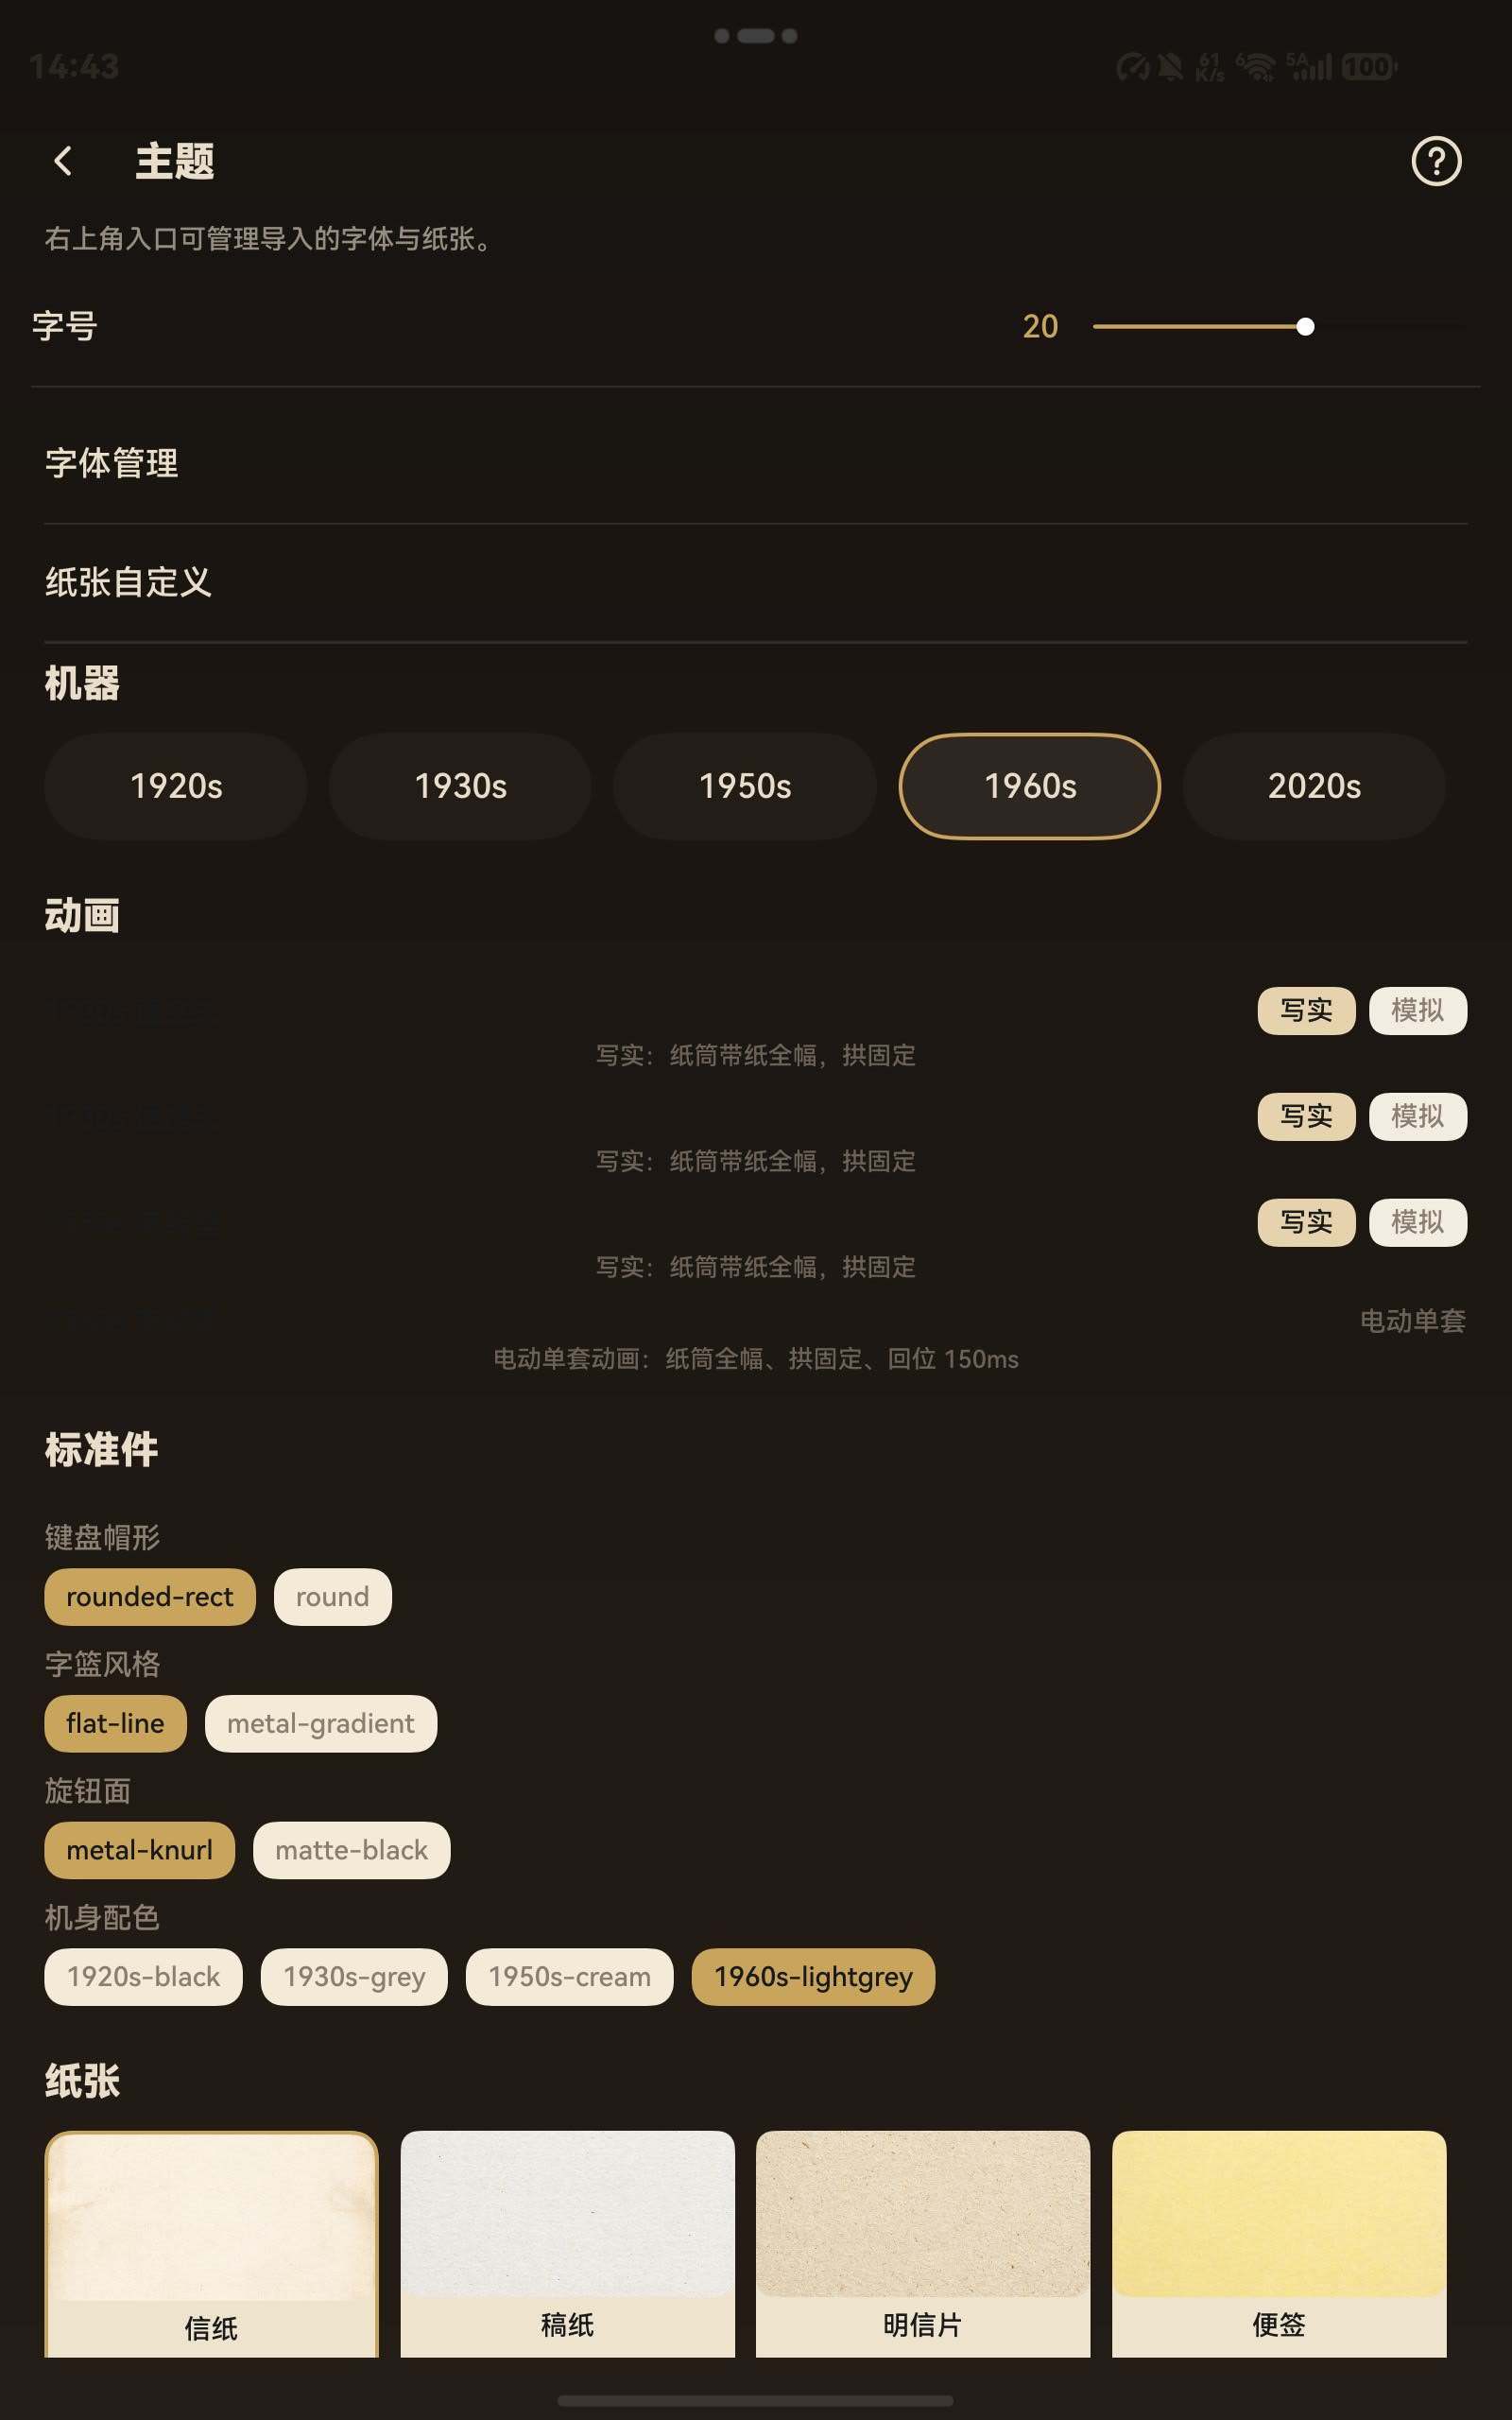 14:43
61 K/s 6 5A 100
主题
右上角入口可管理导入的字体与纸张。
字号 20
字体管理
纸张自定义
机器
1920s 1930s 1950s 1960s 2020s
动画
写实 模拟
写实：纸筒带纸全幅，拱固定
写实 模拟
写实：纸筒带纸全幅，拱固定
写实 模拟
写实：纸筒带纸全幅，拱固定
电动单套
电动单套动画：纸筒全幅、拱固定、回位 150ms
标准件
键盘帽形
rounded-rect round
字篮风格
flat-line metal-gradient
旋钮面
metal-knurl matte-black
机身配色
1920s-black 1930s-grey 1950s-cream 1960s-lightgrey
纸张
信纸 稿纸 明信片 便签